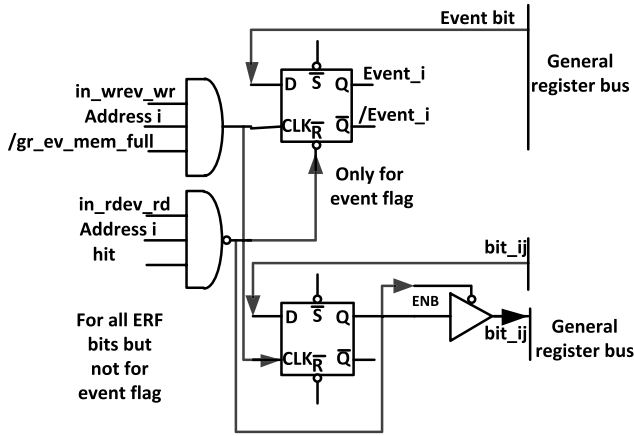 Event bit
General
register bus
in_wrev_wr
Address i
/gr_ev_mem_full
D S̅ Q
Event_i
CLK R̅ Q̅
/Event_i
Only for
event flag
in_rdev_rd
Address i
hit
bit_ij
ENB
D S̅ Q
bit_ij
CLK R̅ Q̅
General
register bus
For all ERF
bits but
not for
event flag